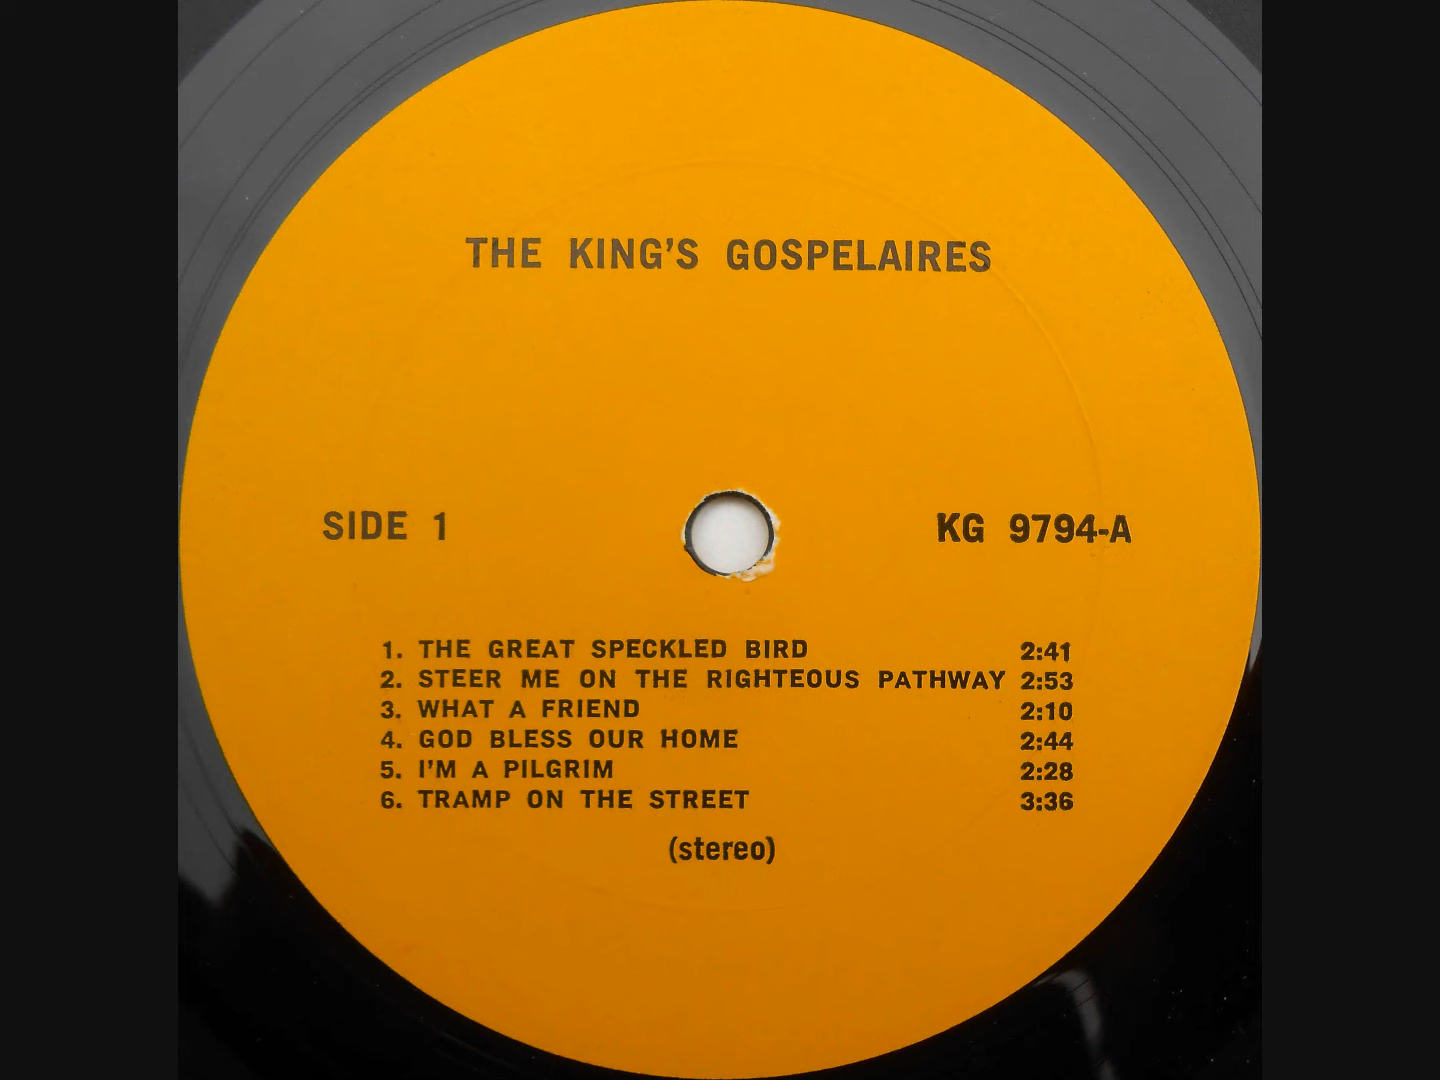 THE KING'S GOSPELAIRES
SIDE 1
KG 9794-A
1. THE GREAT SPECKLED BIRD 2:41
2. STEER ME ON THE RIGHTEOUS PATHWAY 2:53
3. WHAT A FRIEND 2:10
4. GOD BLESS OUR HOME 2:44
5. I'M A PILGRIM 2:28
6. TRAMP ON THE STREET 3:36
(stereo)